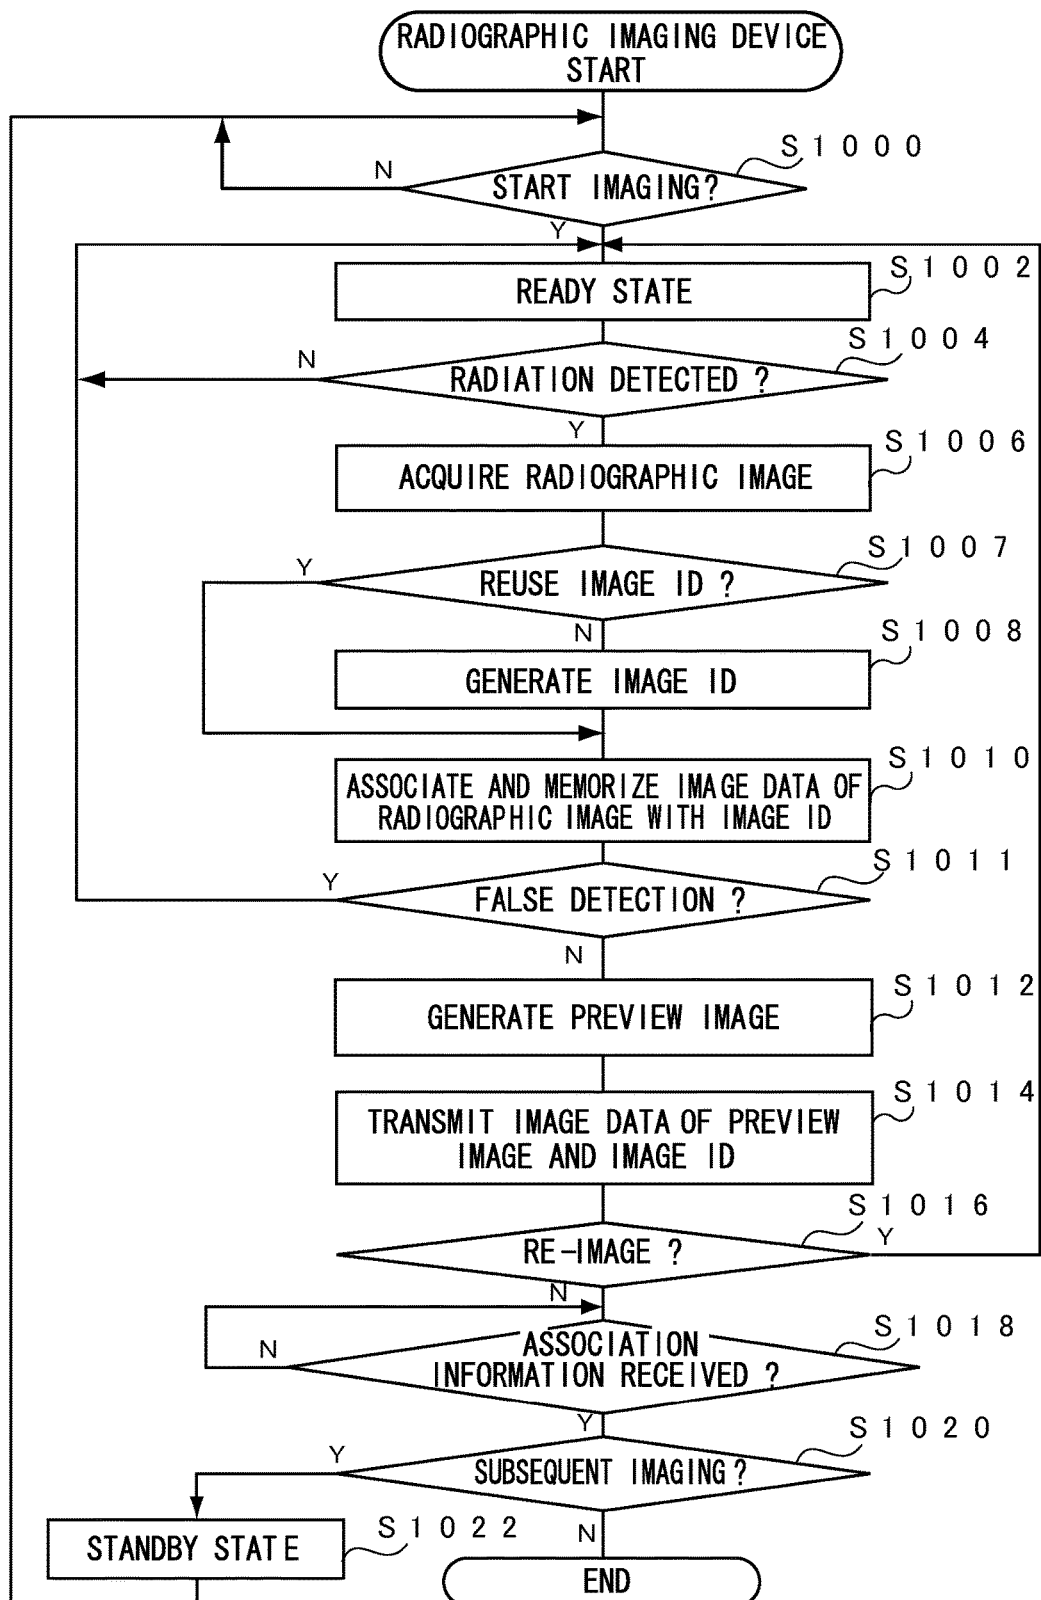 RADIOGRAPHIC IMAGING DEVICE
START
S1000
N
START IMAGING?
Y
S1002
READY STATE
S1004
N
RADIATION DETECTED ?
Y
S1006
ACQUIRE RADIOGRAPHIC IMAGE
S1007
Y
REUSE IMAGE ID ?
N
S1008
GENERATE IMAGE ID
S1010
ASSOCIATE AND MEMORIZE IMAGE DATA OF
RADIOGRAPHIC IMAGE WITH IMAGE ID
S1011
Y
FALSE DETECTION ?
N
S1012
GENERATE PREVIEW IMAGE
S1014
TRANSMIT IMAGE DATA OF PREVIEW
IMAGE AND IMAGE ID
S1016
Y
RE-IMAGE ?
N
S1018
ASSOCIATION
N
INFORMATION RECEIVED ?
Y
S1020
Y
SUBSEQUENT IMAGING?
N
S1022
STANDBY STATE
END